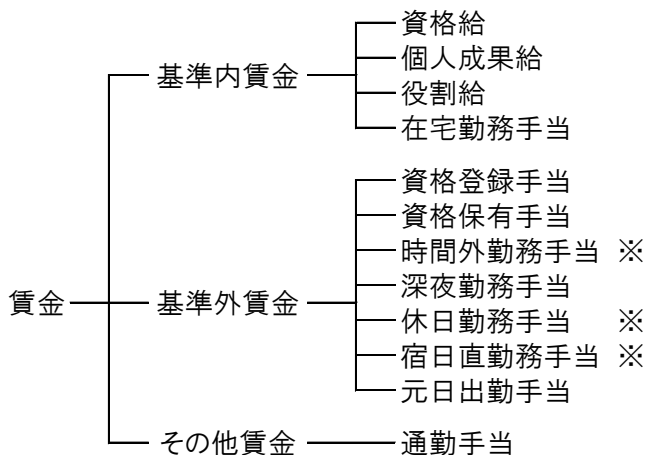 賃金
基準内賃金
資格給
個人成果給
役割給
在宅勤務手当
基準外賃金
資格登録手当
資格保有手当
時間外勤務手当 ※
深夜勤務手当
休日勤務手当 ※
宿日直勤務手当 ※
元日出勤手当
その他賃金
通勤手当